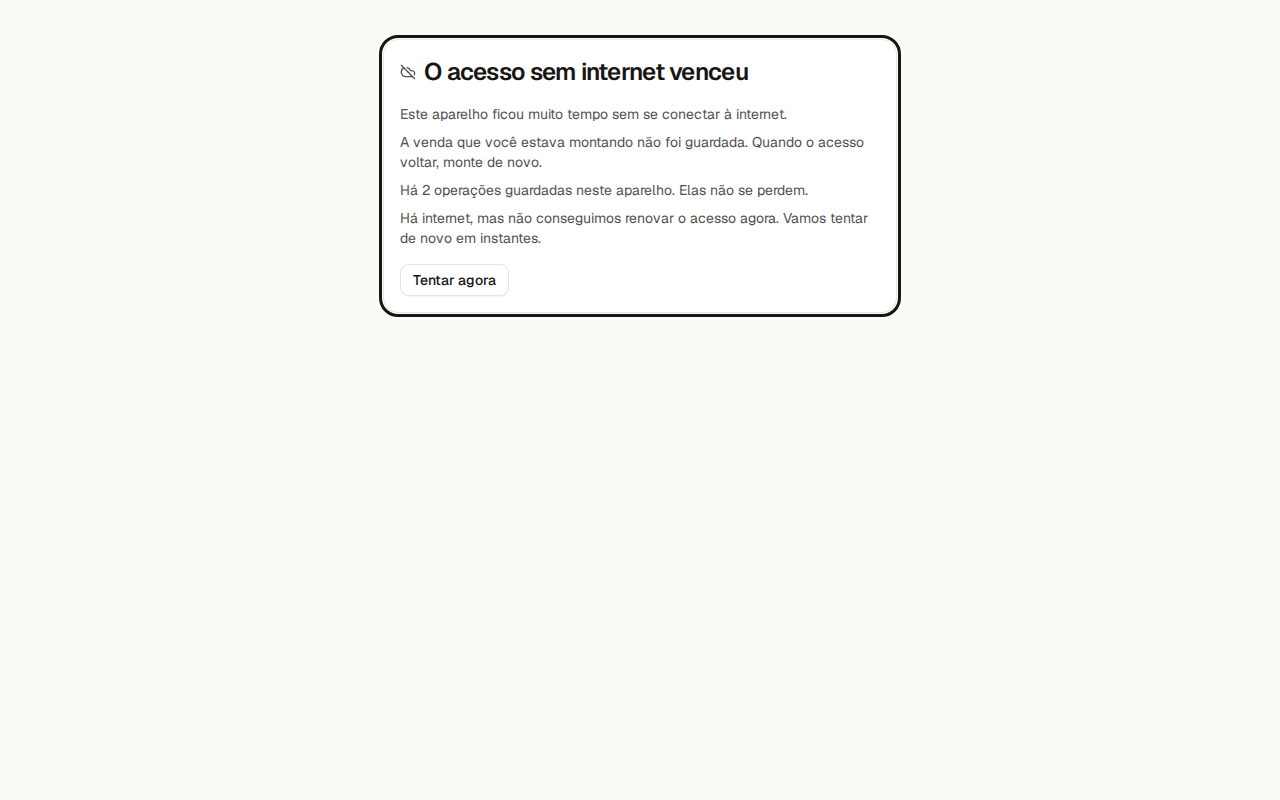 O acesso sem internet venceu
Este aparelho ficou muito tempo sem se conectar à internet.
A venda que você estava montando não foi guardada. Quando o acesso
voltar, monte de novo.
Há 2 operações guardadas neste aparelho. Elas não se perdem.
Há internet, mas não conseguimos renovar o acesso agora. Vamos tentar
de novo em instantes.
Tentar agora